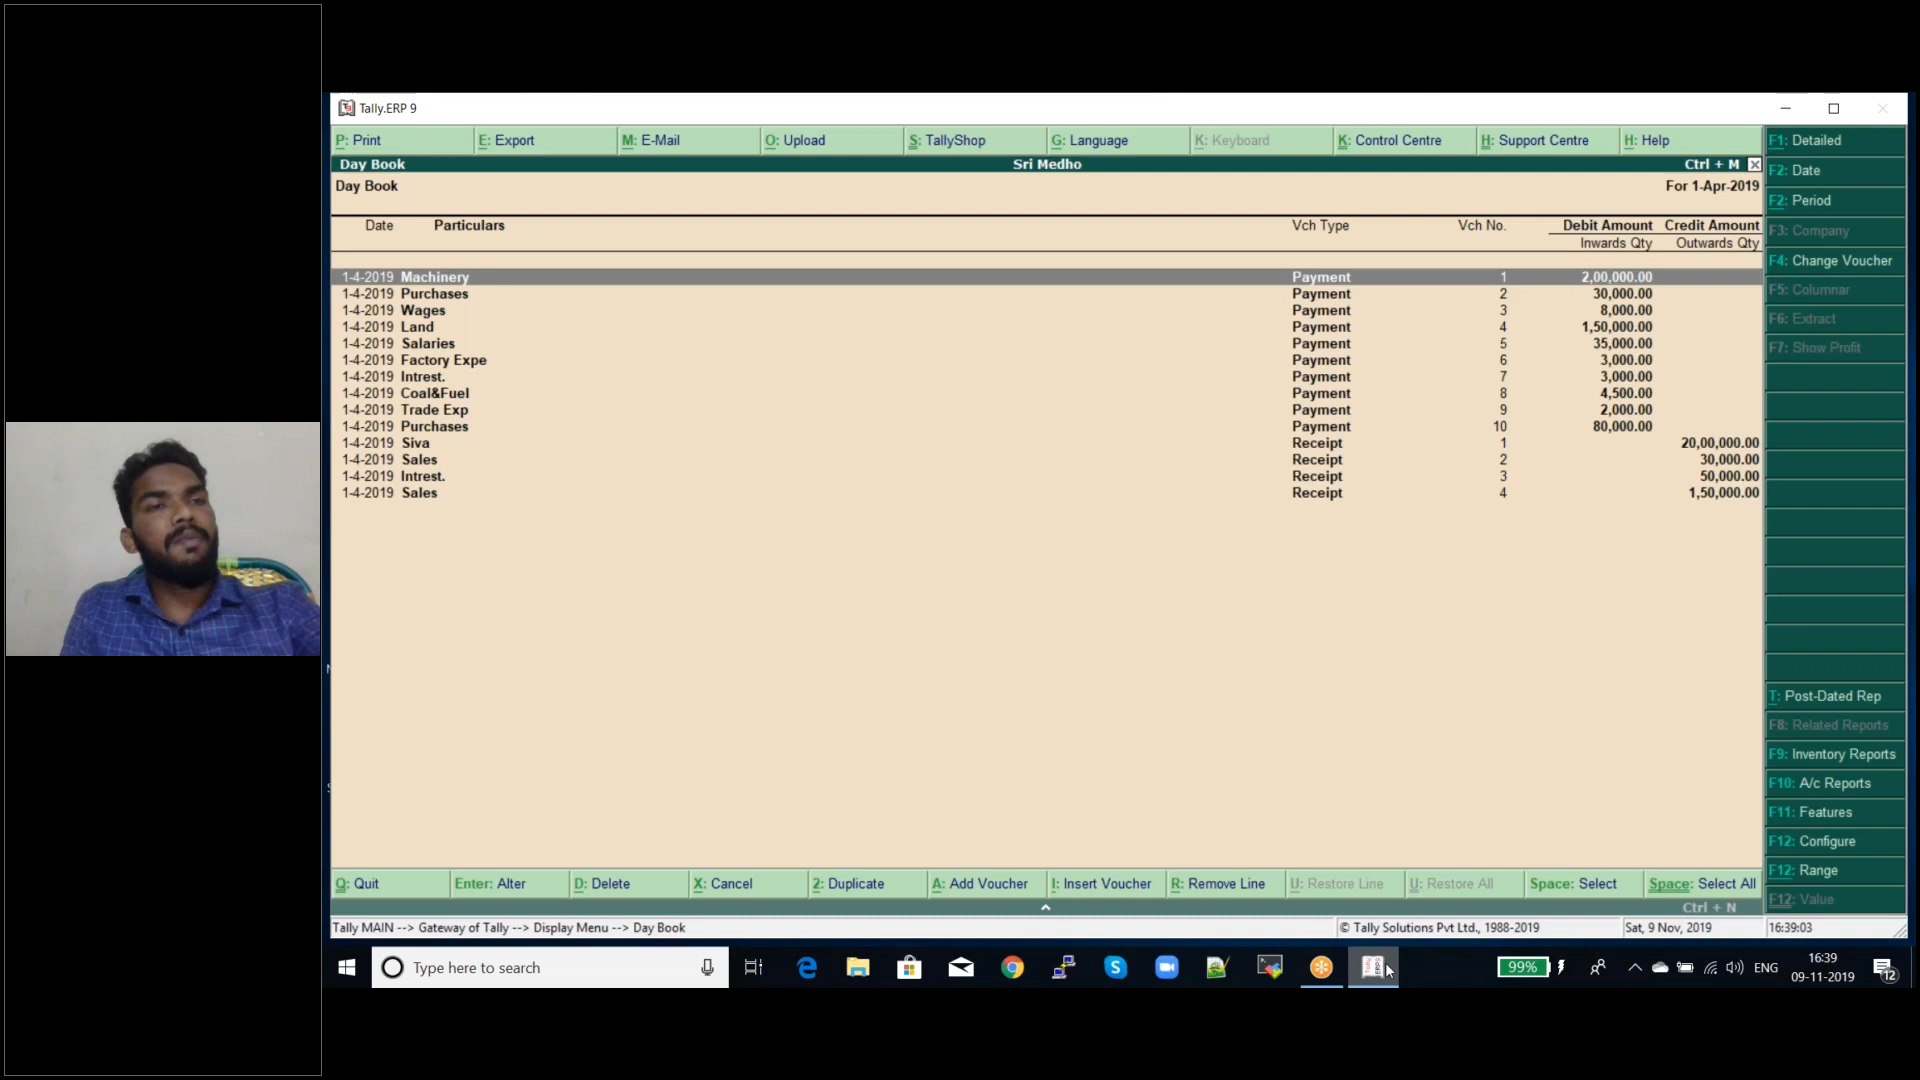 Tally.ERP 9
P: Print E: Export M: E-Mail O: Upload S: TallyShop G: Language K: Keyboard K: Control Centre H: Support Centre H: Help
Day Book Sri Medho Ctrl + M
Day Book For 1-Apr-2019
Date Particulars Vch Type Vch No. Debit Amount Credit Amount
Inwards Qty Outwards Qty
1-4-2019 Machinery Payment 1 2,00,000.00
1-4-2019 Purchases Payment 2 30,000.00
1-4-2019 Wages Payment 3 8,000.00
1-4-2019 Land Payment 4 1,50,000.00
1-4-2019 Salaries Payment 5 35,000.00
1-4-2019 Factory Expe Payment 6 3,000.00
1-4-2019 Intrest. Payment 7 3,000.00
1-4-2019 Coal&Fuel Payment 8 4,500.00
1-4-2019 Trade Exp Payment 9 2,000.00
1-4-2019 Purchases Payment 10 80,000.00
1-4-2019 Siva Receipt 1 20,00,000.00
1-4-2019 Sales Receipt 2 30,000.00
1-4-2019 Intrest. Receipt 3 50,000.00
1-4-2019 Sales Receipt 4 1,50,000.00
F1: Detailed
F2: Date
F2: Period
F3: Company
F4: Change Voucher
F5: Columnar
F6: Extract
F7: Show Profit
T: Post-Dated Rep
F8: Related Reports
F9: Inventory Reports
F10: A/c Reports
F11: Features
F12: Configure
F12: Range
F12: Value
Q: Quit Enter: Alter D: Delete X: Cancel 2: Duplicate A: Add Voucher I: Insert Voucher R: Remove Line U: Restore Line U: Restore All Space: Select Space: Select All
Ctrl + N
Tally MAIN --> Gateway of Tally --> Display Menu --> Day Book © Tally Solutions Pvt Ltd., 1988-2019 Sat, 9 Nov, 2019 16:39:03
Type here to search 99% ENG 16:39
09-11-2019 12